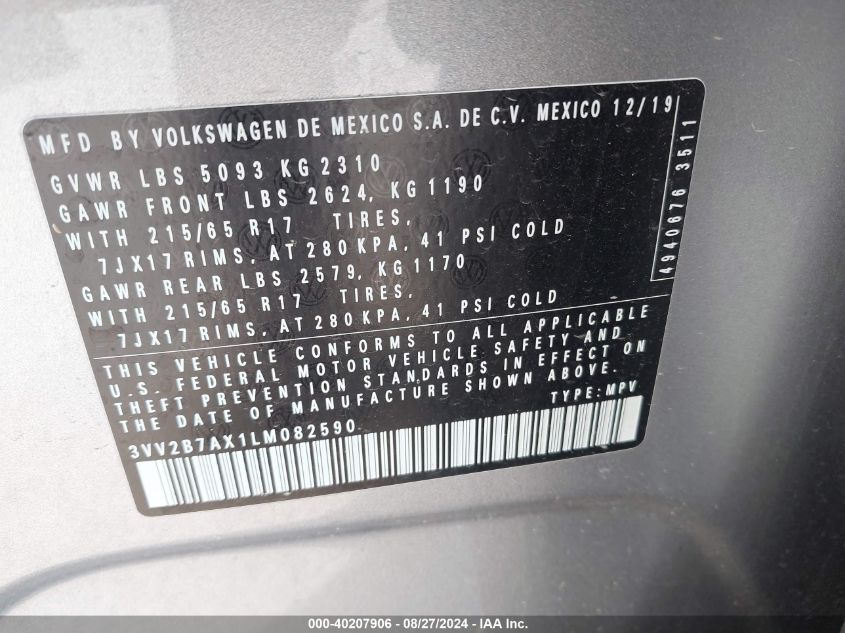 MFD BY VOLKSWAGEN DE MEXICO S.A. DE C.V. MEXICO 12/19
GVWR LBS 5093 KG 2310
GAWR FRONT LBS 2624, KG 1190
WITH 215/65 R17 TIRES,
7JX17 RIMS, AT 280 KPA, 41 PSI COLD
GAWR REAR LBS 2579, KG 1170
WITH 215/65 R17 TIRES,
7JX17 RIMS, AT 280 KPA, 41 PSI COLD
4940676 3511
THIS VEHICLE CONFORMS TO ALL APPLICABLE
U.S. FEDERAL MOTOR VEHICLE SAFETY AND
THEFT PREVENTION STANDARDS IN EFFECT ON
THE DATE OF MANUFACTURE SHOWN ABOVE.
3VV2B7AX1LM082590 TYPE: MPV
000-40207906 - 08/27/2024 - IAA Inc.